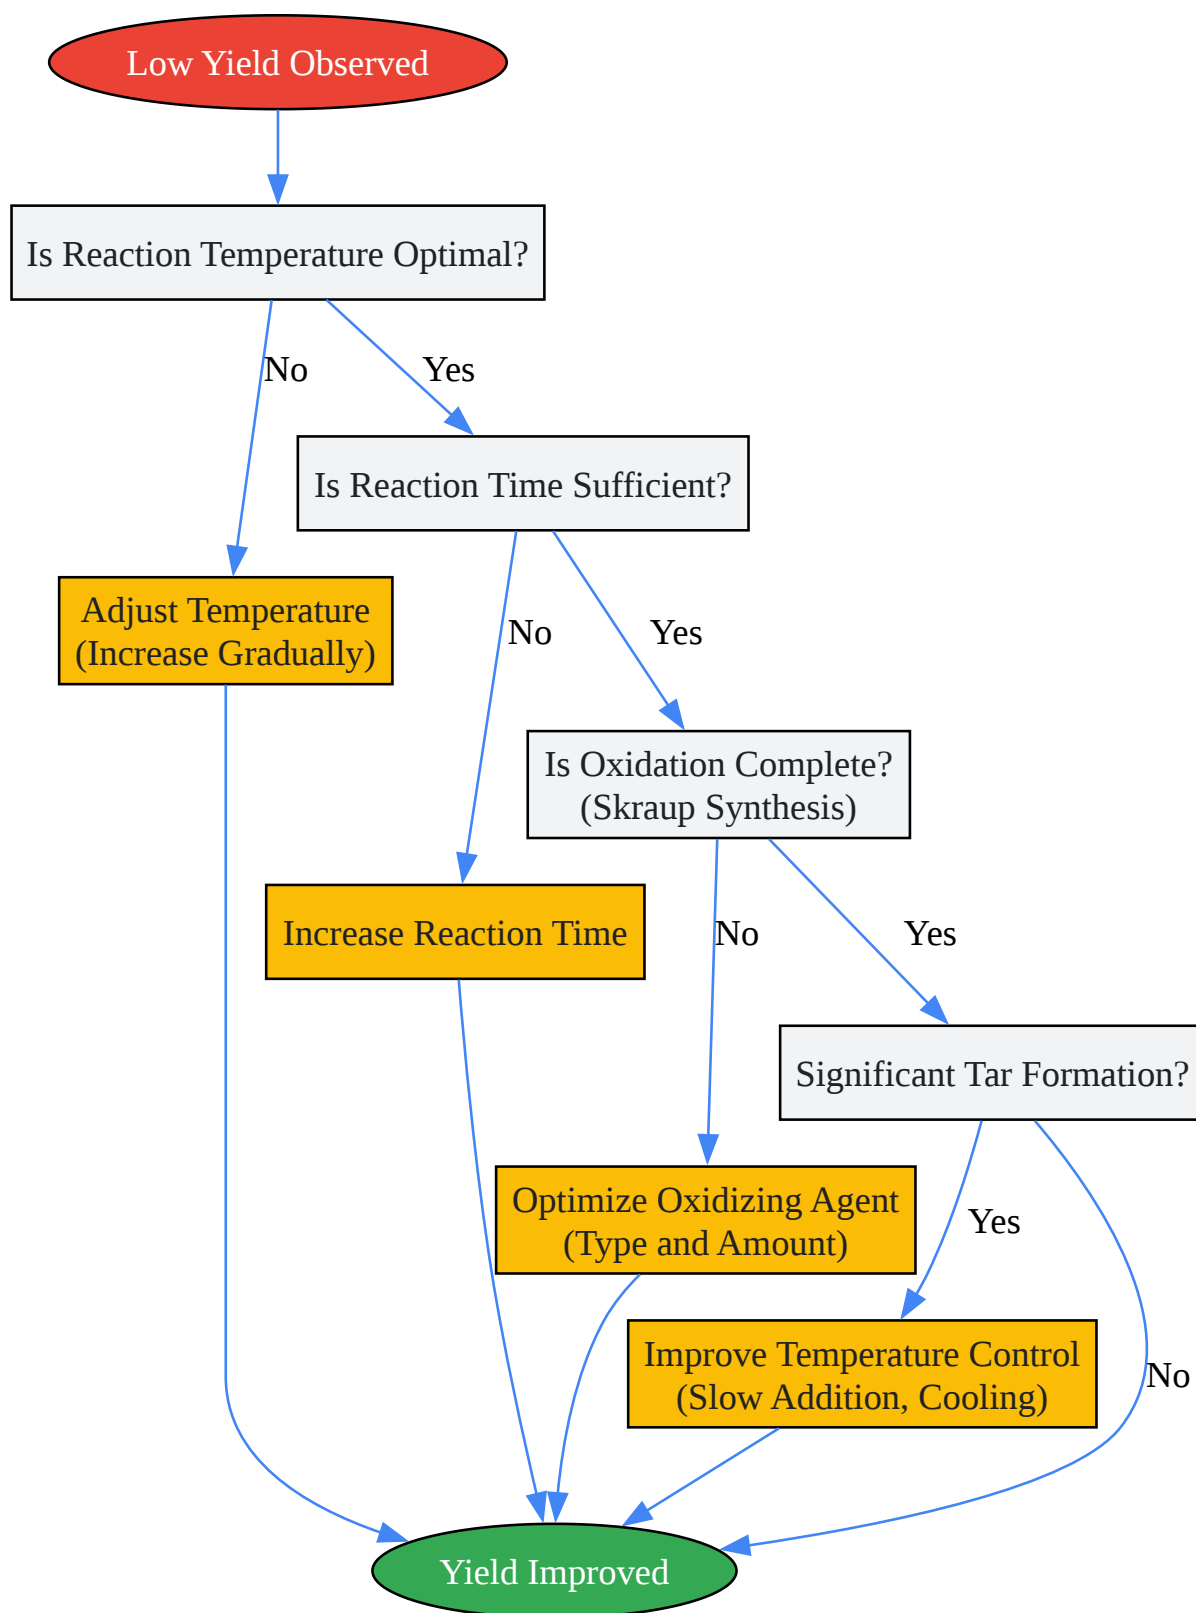 Low Yield Observed
Is Reaction Temperature Optimal?
No
Yes
Is Reaction Time Sufficient?
Adjust Temperature
(Increase Gradually)
No
Yes
Is Oxidation Complete?
(Skraup Synthesis)
Increase Reaction Time
No
Yes
Significant Tar Formation?
Optimize Oxidizing Agent
(Type and Amount)
Yes
Improve Temperature Control
(Slow Addition, Cooling)
No
Yield Improved